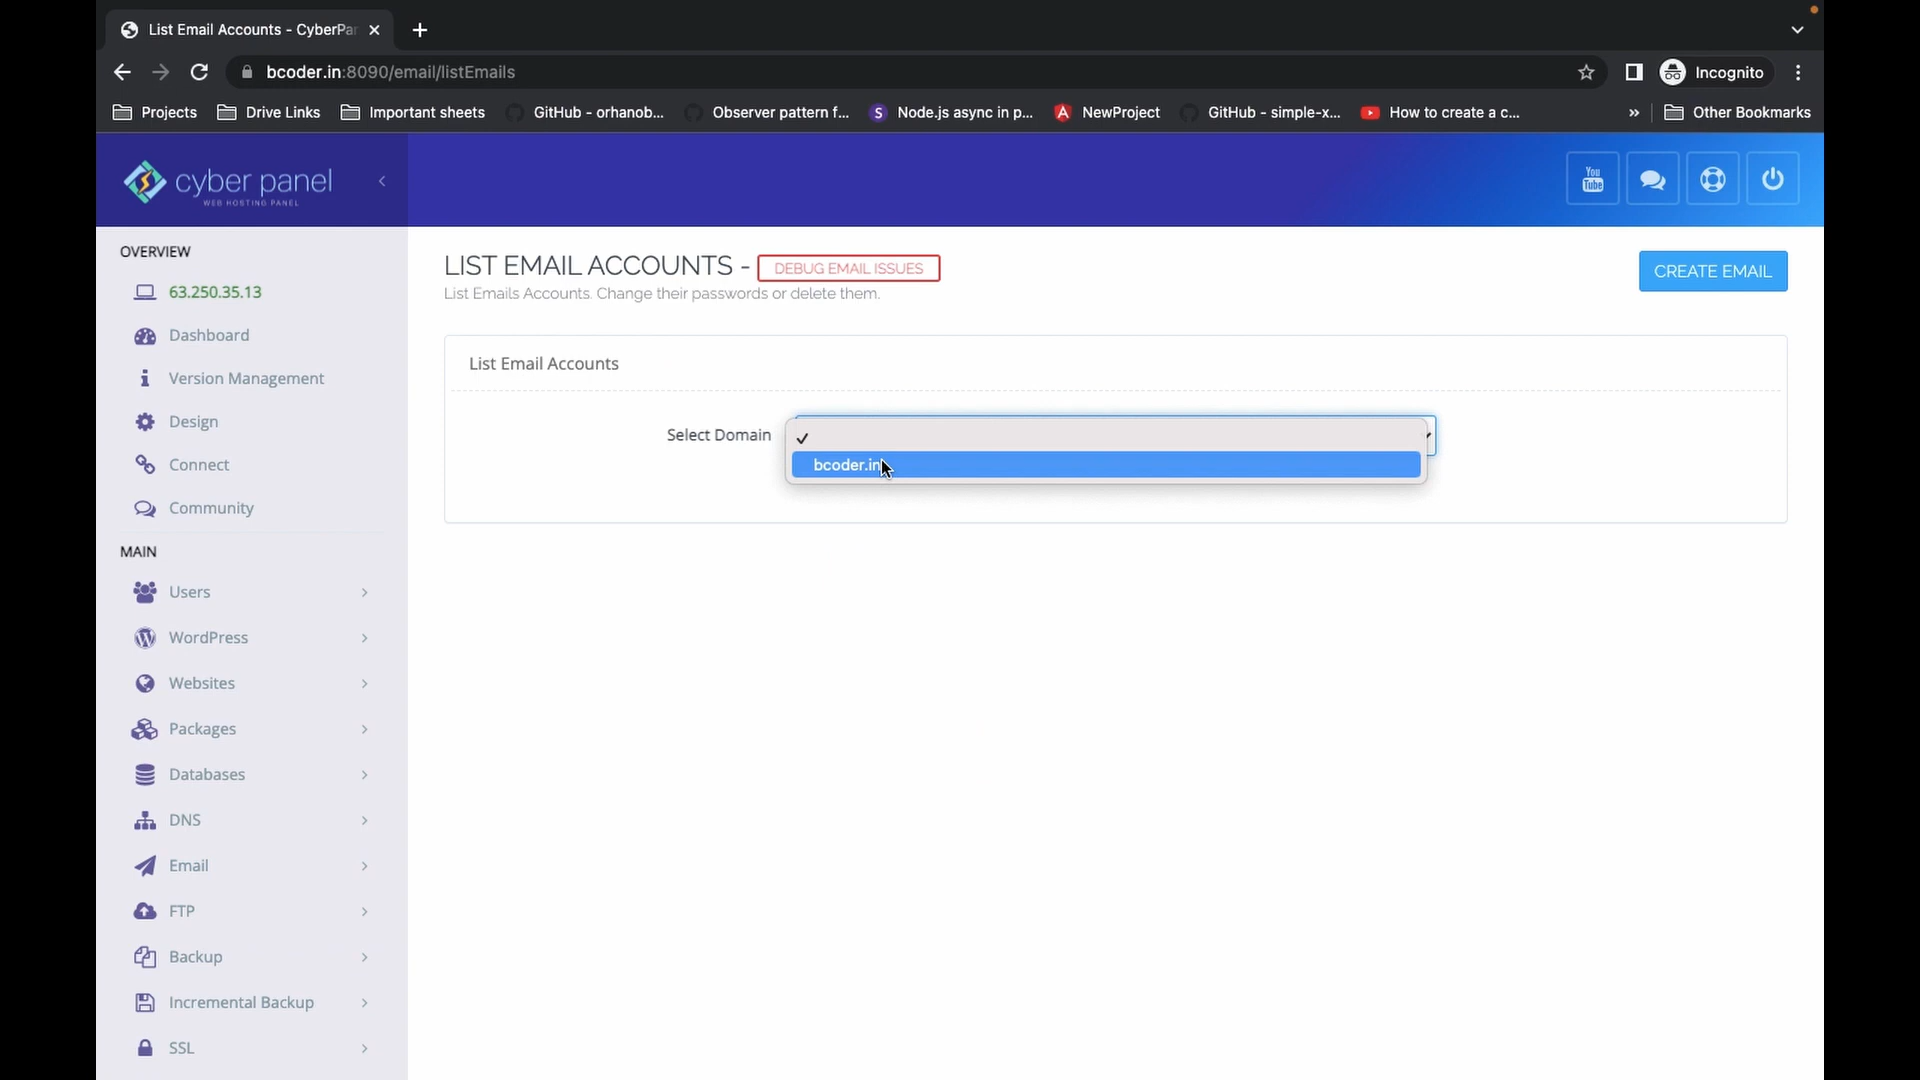 List Email Accounts - CyberPan
bcoder.in:8090/email/listEmails
Incognito
Projects
Drive Links
Important sheets
GitHub - orhanob...
Observer pattern f...
Node.js async in p...
NewProject
GitHub - simple-x...
How to create a c...
»
Other Bookmarks
cyber panel
WEB HOSTING PANEL
You
Tube
OVERVIEW
63.250.35.13
Dashboard
Version Management
Design
Connect
Community
MAIN
Users
WordPress
Websites
Packages
Databases
DNS
Email
FTP
Backup
Incremental Backup
SSL
LIST EMAIL ACCOUNTS - DEBUG EMAIL ISSUES
List Emails Accounts. Change their passwords or delete them.
CREATE EMAIL
List Email Accounts
Select Domain
bcoder.in